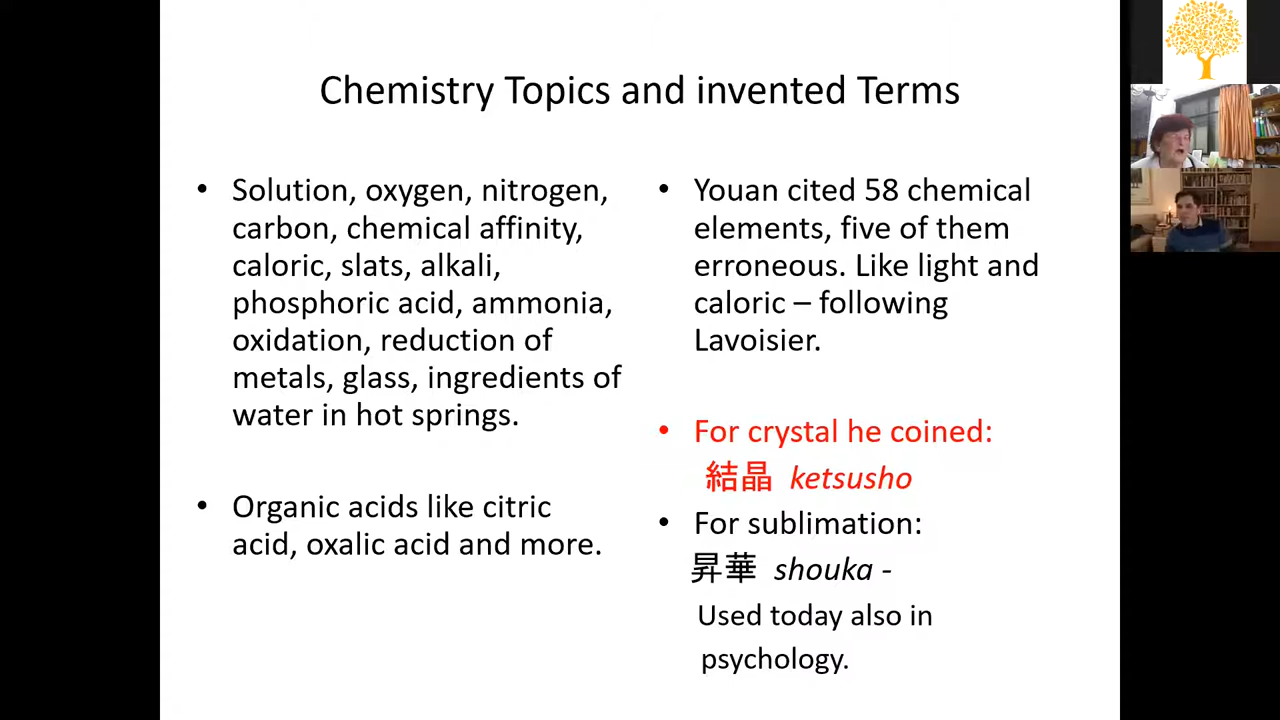 Chemistry Topics and invented Terms
• Solution, oxygen, nitrogen,
carbon, chemical affinity,
caloric, slats, alkali,
phosphoric acid, ammonia,
oxidation, reduction of
metals, glass, ingredients of
water in hot springs.
• Organic acids like citric
acid, oxalic acid and more.
• Youan cited 58 chemical
elements, five of them
erroneous. Like light and
caloric – following
Lavoisier.
• For crystal he coined:
結晶 ketsusho
• For sublimation:
昇華 shouka -
Used today also in
psychology.